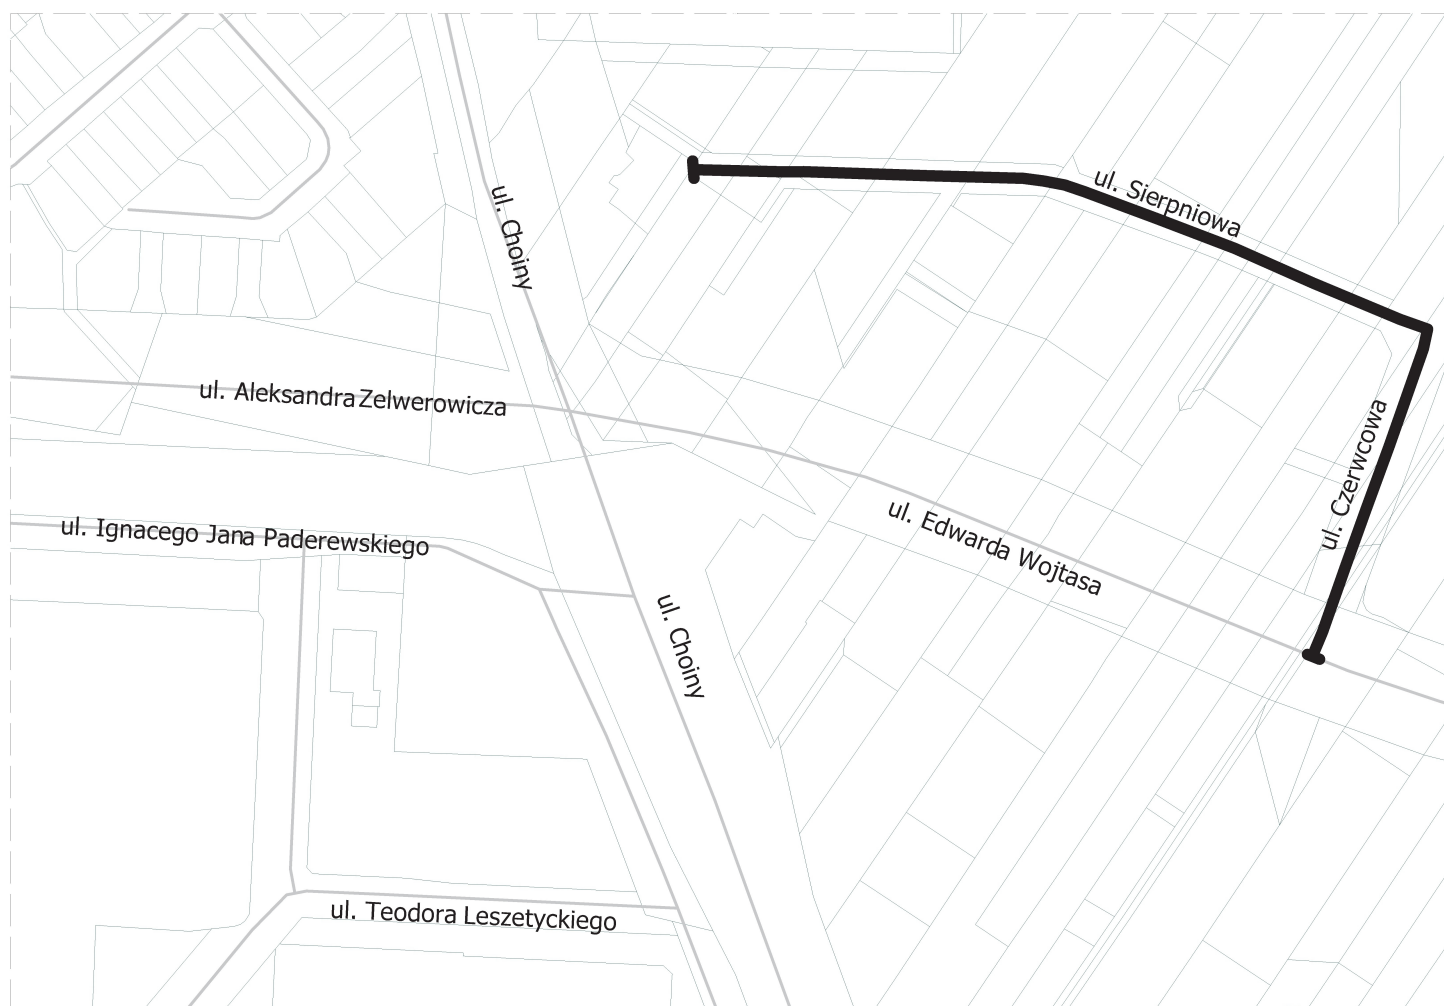 ul. Sierpniowa
ul. Choiny
ul. Aleksandra Zelwerowicza
ul. Czerwcowa
ul. Ignacego Jana Paderewskiego
ul. Edwarda Wojtasa
ul. Choiny
ul. Teodora Leszetyckiego